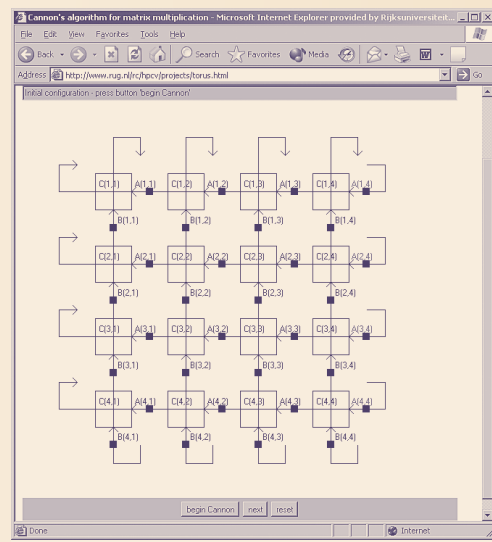 Cannon's algorithm for matrix multiplication - Microsoft Internet Explorer provided by Rijksuniversiteit...
File Edit View Favorites Tools Help
Back Search Favorites Media
Address http://www.rug.nl/rc/hpcv/projects/torus.html Go
Initial configuration - press button 'begin Cannon'
C(1,1) A(1,1) C(1,2) A(1,2) C(1,3) A(1,3) C(1,4) A(1,4)
B(1,1) B(1,2) B(1,3) B(1,4)
C(2,1) A(2,1) C(2,2) A(2,2) C(2,3) A(2,3) C(2,4) A(2,4)
B(2,1) B(2,2) B(2,3) B(2,4)
C(3,1) A(3,1) C(3,2) A(3,2) C(3,3) A(3,3) C(3,4) A(3,4)
B(3,1) B(3,2) B(3,3) B(3,4)
C(4,1) A(4,1) C(4,2) A(4,2) C(4,3) A(4,3) C(4,4) A(4,4)
B(4,1) B(4,2) B(4,3) B(4,4)
begin Cannon next reset
Done Internet